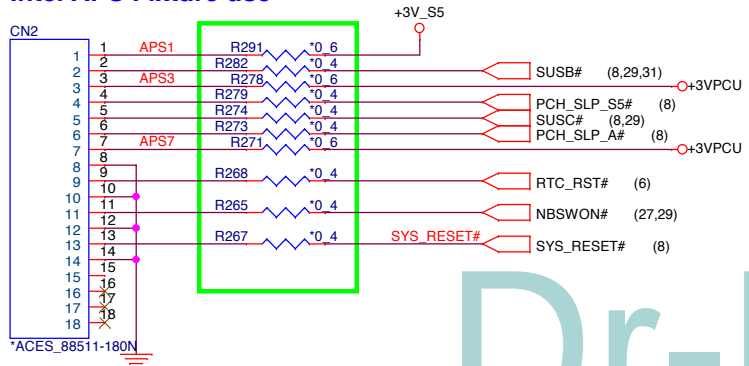 CN2
+3V_S5
1 1 APS1 R291 *0_6
2 2 R282 *0_4 SUSB# (8,29,31)
3 3 APS3 R278 *0_6 +3VPCU
4 4 R279 *0_4 PCH_SLP_S5# (8)
5 5 R274 *0_4 SUSC# (8,29)
6 6 R273 *0_4 PCH_SLP_A# (8)
7 7 APS7 R271 *0_6 +3VPCU
8 8
9 9 R268 *0_4 RTC_RST# (6)
10 10
11 11 R265 *0_4 NBSWON# (27,29)
12 12
13 13 R267 *0_4 SYS_RESET# SYS_RESET# (8)
14 14
15 15
16 16
17 17
18 18
*ACES_88511-180N
Dr-